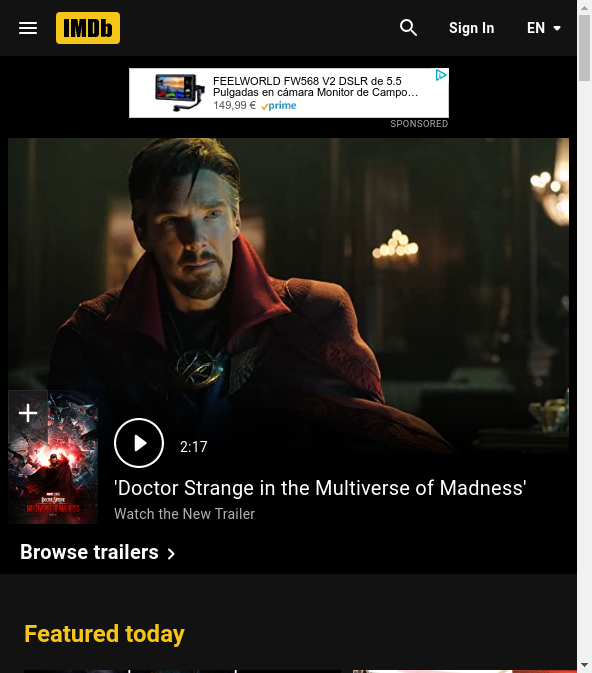 IMDb
Sign In
EN
FEELWORLD FW568 V2 DSLR de 5.5
Pulgadas en cámara Monitor de Campo…
149,99 € prime
SPONSORED
2:17
'Doctor Strange in the Multiverse of Madness'
Watch the New Trailer
Browse trailers
Featured today